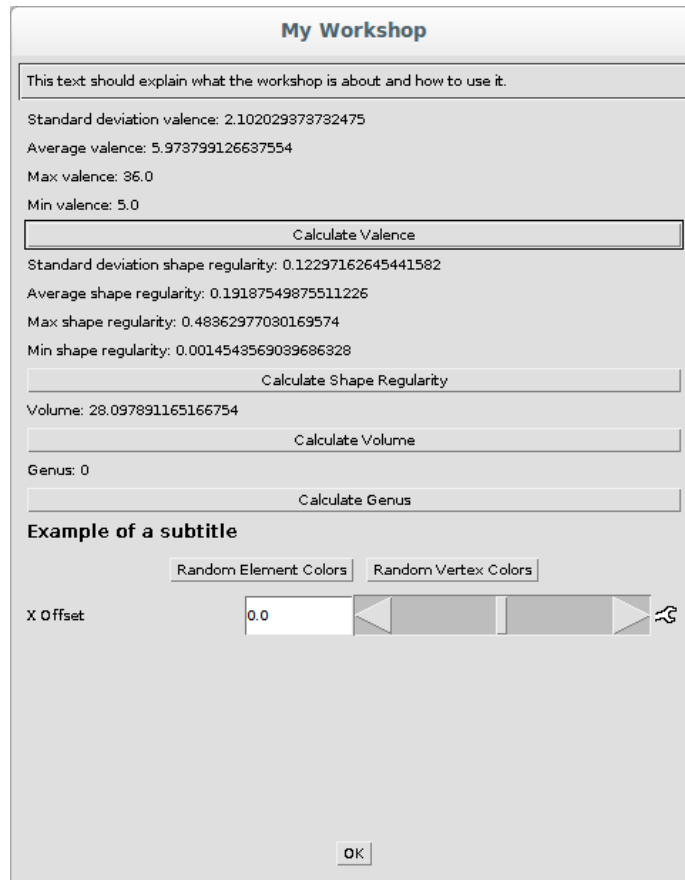 My Workshop
This text should explain what the workshop is about and how to use it.
Standard deviation valence: 2.102029373732475
Average valence: 5.973799126637554
Max valence: 36.0
Min valence: 5.0
Calculate Valence
Standard deviation shape regularity: 0.12297162645441582
Average shape regularity: 0.19187549875511226
Max shape regularity: 0.48362977030169574
Min shape regularity: 0.0014543569039686328
Calculate Shape Regularity
Volume: 28.097891165166754
Calculate Volume
Genus: 0
Calculate Genus
Example of a subtitle
Random Element Colors Random Vertex Colors
X Offset 0.0
OK